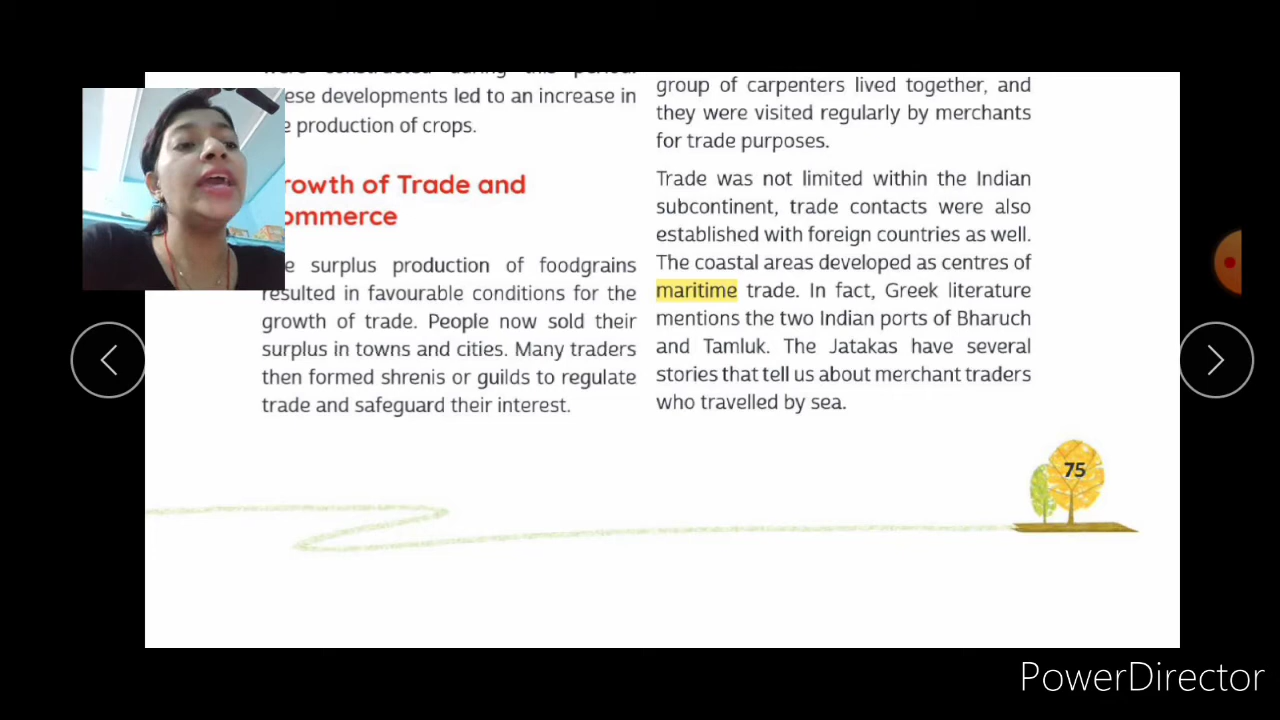 these developments led to an increase in
production of crops.
Growth of Trade and
Commerce
surplus production of foodgrains
resulted in favourable conditions for the
growth of trade. People now sold their
surplus in towns and cities. Many traders
then formed shrenis or guilds to regulate
trade and safeguard their interest.
group of carpenters lived together, and
they were visited regularly by merchants
for trade purposes.
Trade was not limited within the Indian
subcontinent, trade contacts were also
established with foreign countries as well.
The coastal areas developed as centres of
maritime trade. In fact, Greek literature
mentions the two Indian ports of Bharuch
and Tamluk. The Jatakas have several
stories that tell us about merchant traders
who travelled by sea.
75
PowerDirector